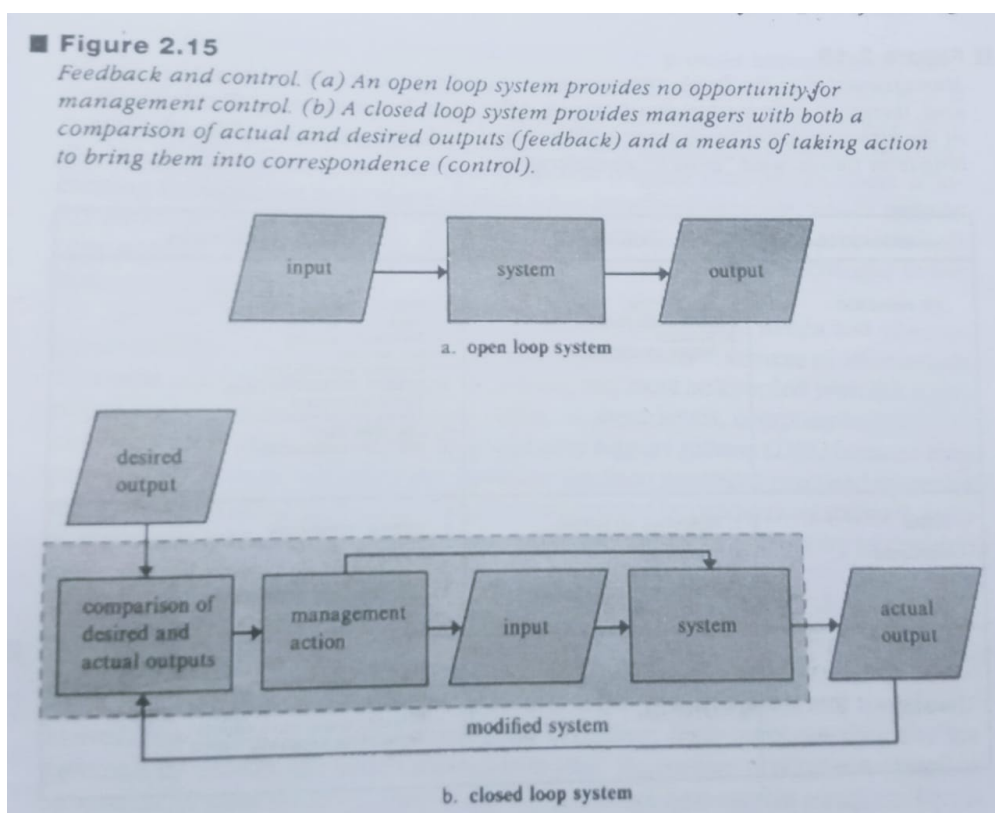 Figure 2.15
Feedback and control. (a) An open loop system provides no opportunity for
management control. (b) A closed loop system provides managers with both a
comparison of actual and desired outputs (feedback) and a means of taking action
to bring them into correspondence (control).
input
system
output
a. open loop system
desired
output
comparison of
desired and
actual outputs
management
action
input
system
actual
output
modified system
b. closed loop system